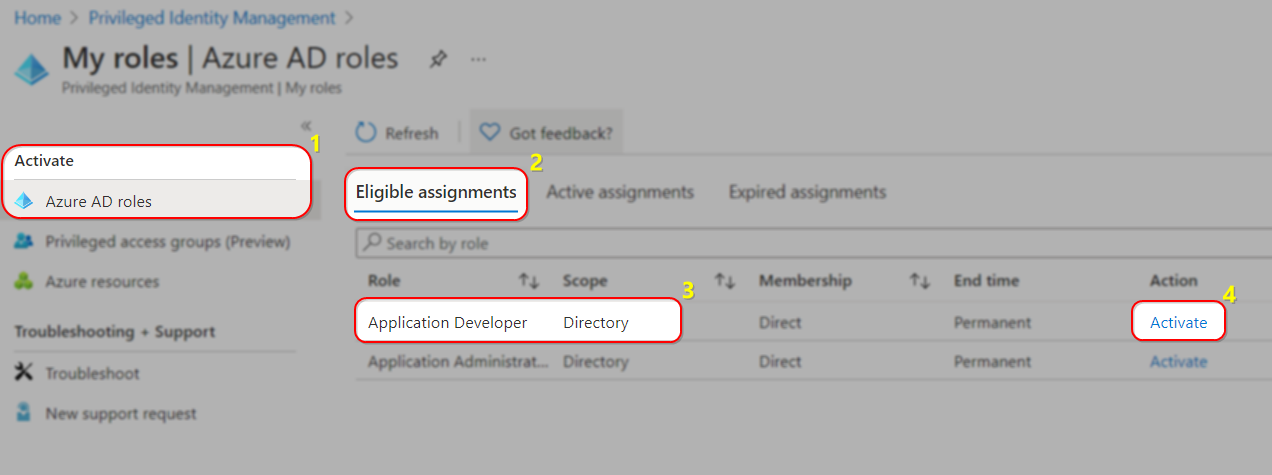 Home > Privileged Identity Management >
My roles | Azure AD roles ...
Privileged Identity Management | My roles
«
1
Activate
Azure AD roles
Privileged access groups (Preview)
Azure resources
Troubleshooting + Support
Troubleshoot
New support request
Refresh
Got feedback?
2
Eligible assignments
Active assignments
Expired assignments
Search by role
Role ↑↓ Scope ↑↓ Membership ↑↓ End time Action
3
4
Application Developer Directory Direct Permanent Activate
Application Administrat... Directory Direct Permanent Activate